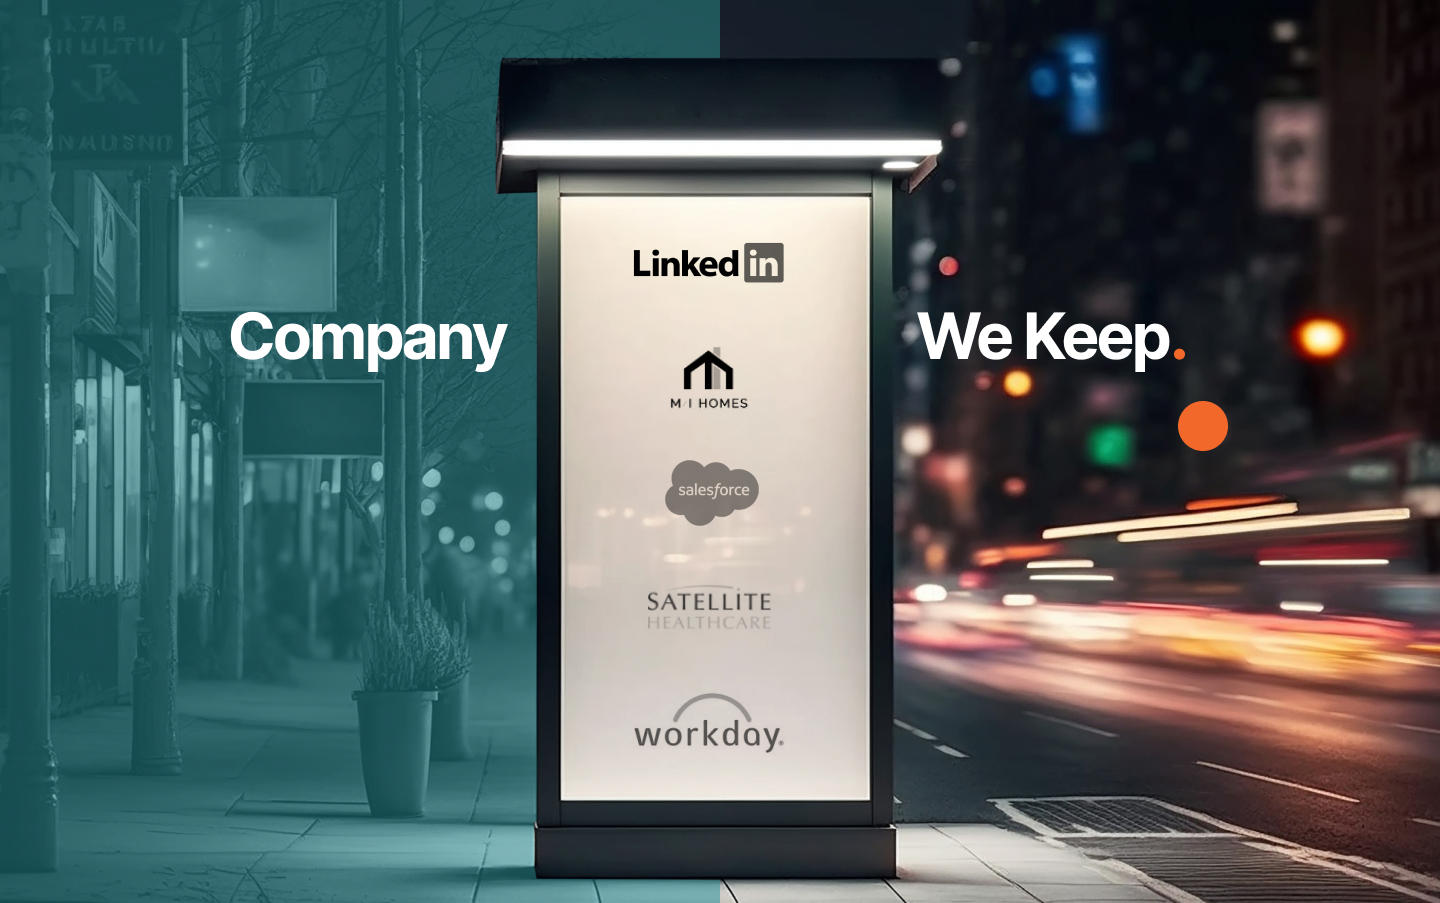 Linkedin
Company We Keep.
M/I HOMES
salesforce
SATELLITE
HEALTHCARE
workday